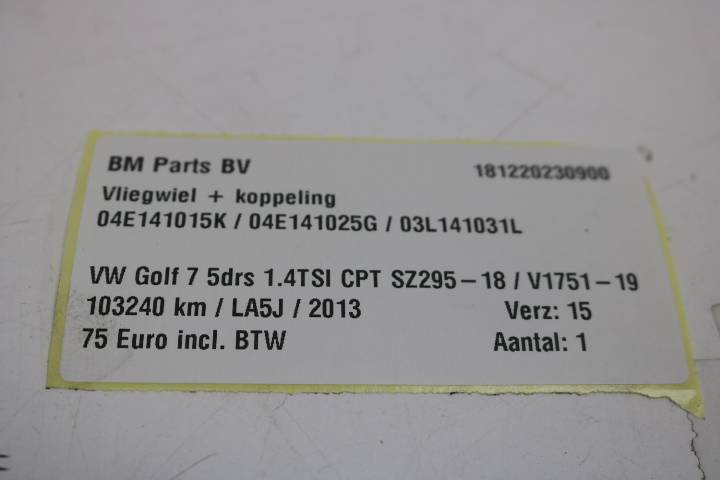 BM Parts BV 181220230900
Vliegwiel + koppeling
04E141015K / 04E141025G / 03L141031L
VW Golf 7 5drs 1.4TSI CPT SZ295-18 / V1751-19
103240 km / LA5J / 2013 Verz: 15
75 Euro incl. BTW Aantal: 1